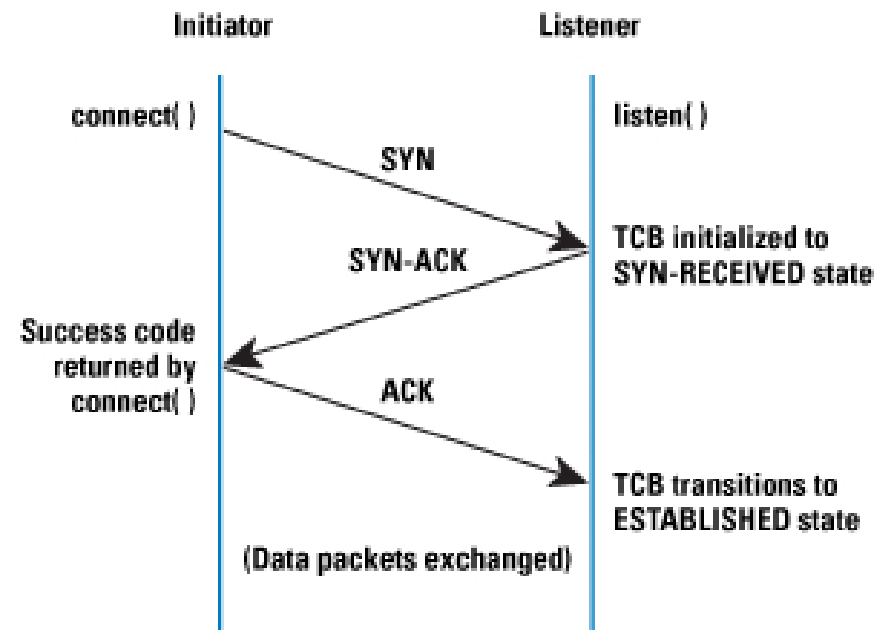 Initiator
Listener
connect( )
listen( )
SYN
TCB initialized to
SYN-RECEIVED state
SYN-ACK
Success code
returned by
connect( )
ACK
TCB transitions to
ESTABLISHED state
(Data packets exchanged)